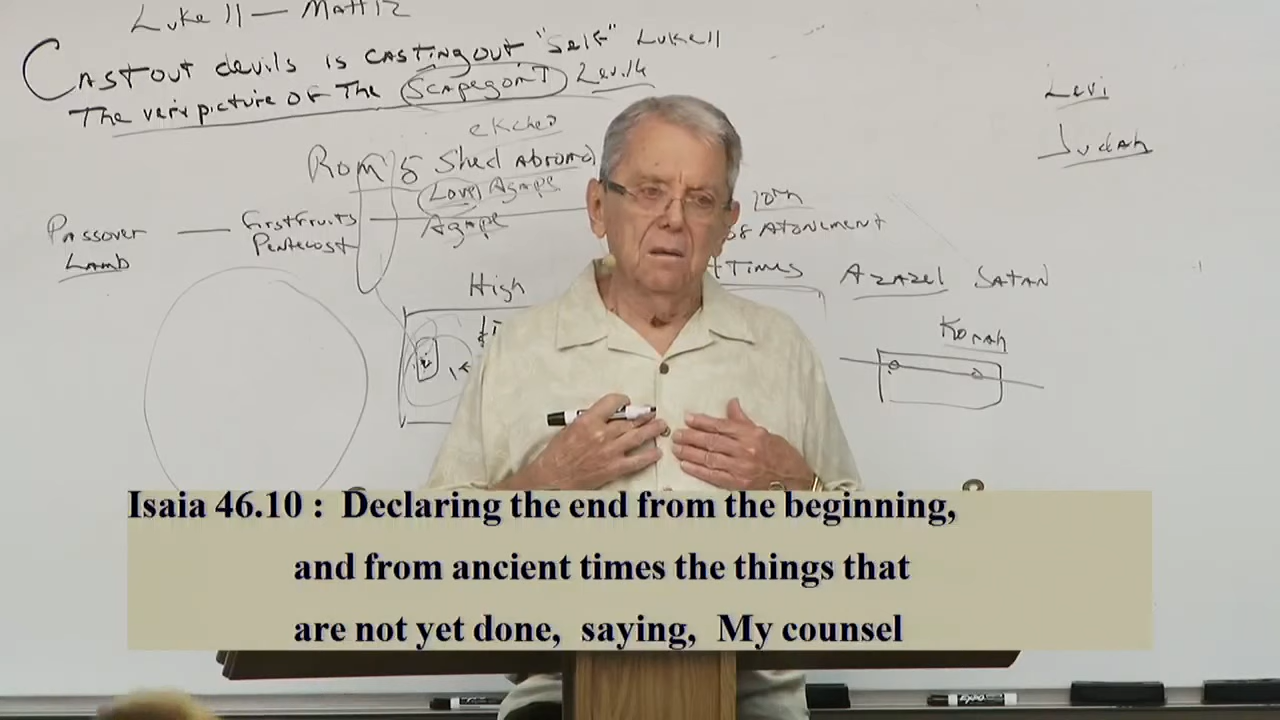 Luke 11 — Matt 12
Cast out devils is casting out "self" Luke 11
The very picture of the scapegoat Lev. 16
Levi
Judah
Rom 5 Shed abroad
Love Agape
Agape
Passover
Lamb
Firstfruits
Pentecost
10th
of Atonement
Times
Azazel Satan
High
Korah
Isaia 46.10 : Declaring the end from the beginning,
and from ancient times the things that
are not yet done, saying, My counsel